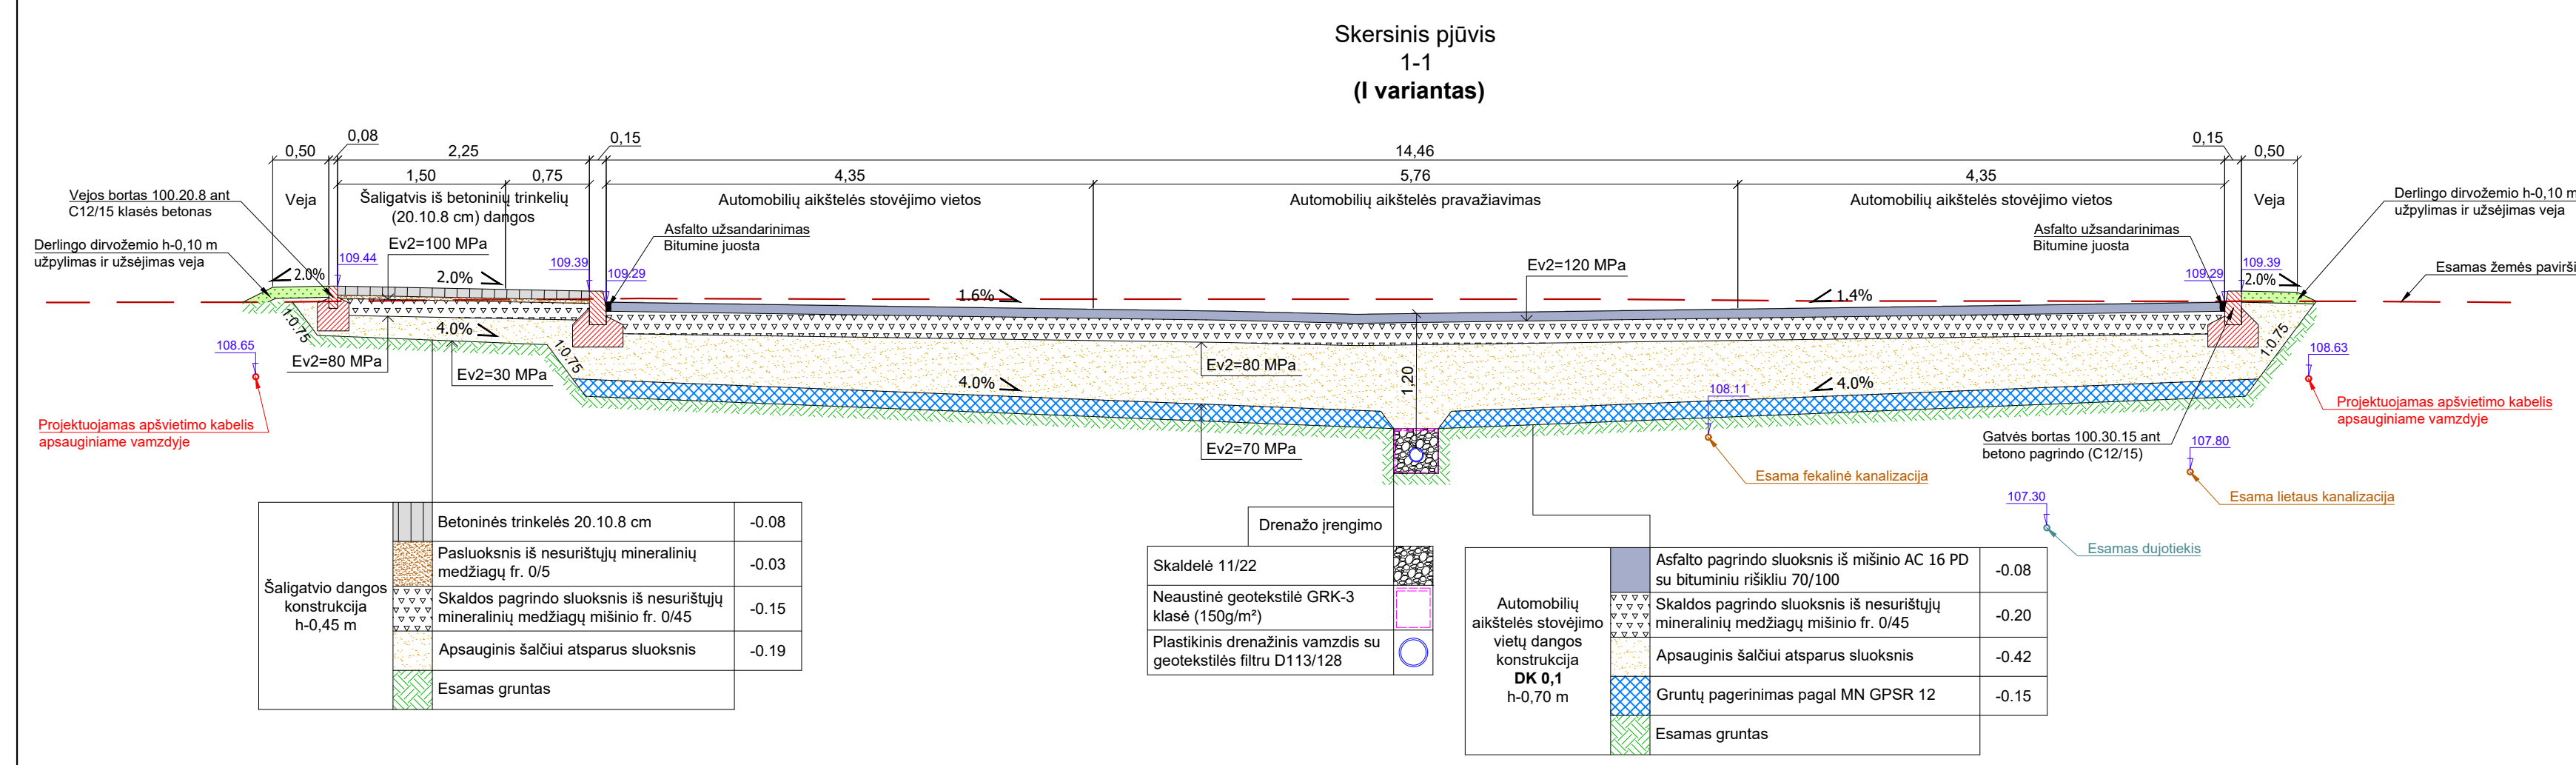 Skersinis pjūvis
1-1
(I variantas)
0,08
0,15
0,15
0,50
2,25
14,46
0,50
1,50
0,75
4,35
5,76
4,35
Veja
Šaligatvis iš betoninių trinkelių
(20.10.8 cm) dangos
Automobilių aikštelės stovėjimo vietos
Automobilių aikštelės pravažiavimas
Automobilių aikštelės stovėjimo vietos
Veja
Vejos bortas 100.20.8 ant
C12/15 klasės betonas
Derlingo dirvožemio h-0,10 m
užpylimas ir užsėjimas veja
Ev2=100 MPa
Asfalto užsandarinimas
Bitumine juosta
Asfalto užsandarinimas
Bitumine juosta
Derlingo dirvožemio h-0,10 m
užpylimas ir užsėjimas veja
Esamas žemės pavirši
109.44
109.39
109.29
109.29
109.39
2.0%
2.0%
2.0%
1.6%
1.4%
Ev2=120 MPa
4.0%
4.0%
4.0%
1:0.75
1:0.75
1:0.75
Ev2=80 MPa
Ev2=30 MPa
Ev2=80 MPa
Ev2=70 MPa
1,20
108.65
108.63
108.11
107.80
107.30
Projektuojamas apšvietimo kabelis
apsauginiame vamzdyje
Projektuojamas apšvietimo kabelis
apsauginiame vamzdyje
Gatvės bortas 100.30.15 ant
betono pagrindo (C12/15)
Esama fekalinė kanalizacija
Esama lietaus kanalizacija
Esamas dujotiekis
Šaligatvio dangos
konstrukcija
h-0,45 m
Betoninės trinkelės 20.10.8 cm
-0.08
Pasluoksnis iš nesurištųjų mineralinių
medžiagų fr. 0/5
-0.03
Skaldos pagrindo sluoksnis iš nesurištųjų
mineralinių medžiagų mišinio fr. 0/45
-0.15
Apsauginis šalčiui atsparus sluoksnis
-0.19
Esamas gruntas
Drenažo įrengimo
Skaldelė 11/22
Neaustinė geotekstilė GRK-3
klasė (150g/m²)
Plastikinis drenažinis vamzdis su
geotekstilės filtru D113/128
Automobilių
aikštelės stovėjimo
vietų dangos
konstrukcija
DK 0,1
h-0,70 m
Asfalto pagrindo sluoksnis iš mišinio AC 16 PD
su bituminiu rišikliu 70/100
-0.08
Skaldos pagrindo sluoksnis iš nesurištųjų
mineralinių medžiagų mišinio fr. 0/45
-0.20
Apsauginis šalčiui atsparus sluoksnis
-0.42
Gruntų pagerinimas pagal MN GPSR 12
-0.15
Esamas gruntas